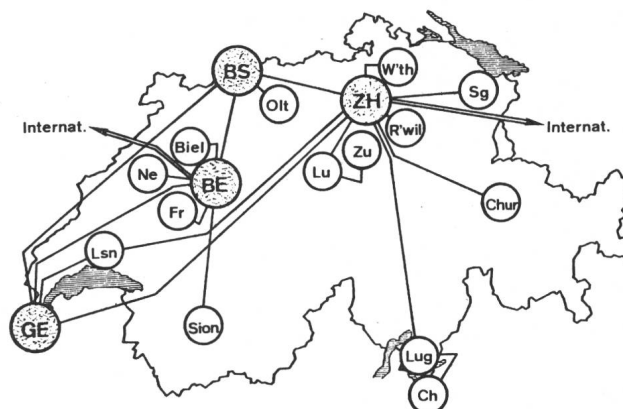 BS
W'th
Olt
ZH
Sg
Internat.
Internat.
Biel
R'wil
Zu
Ne
BE
Lu
Chur
Fr
Lsn
GE
Sion
Lug
Ch